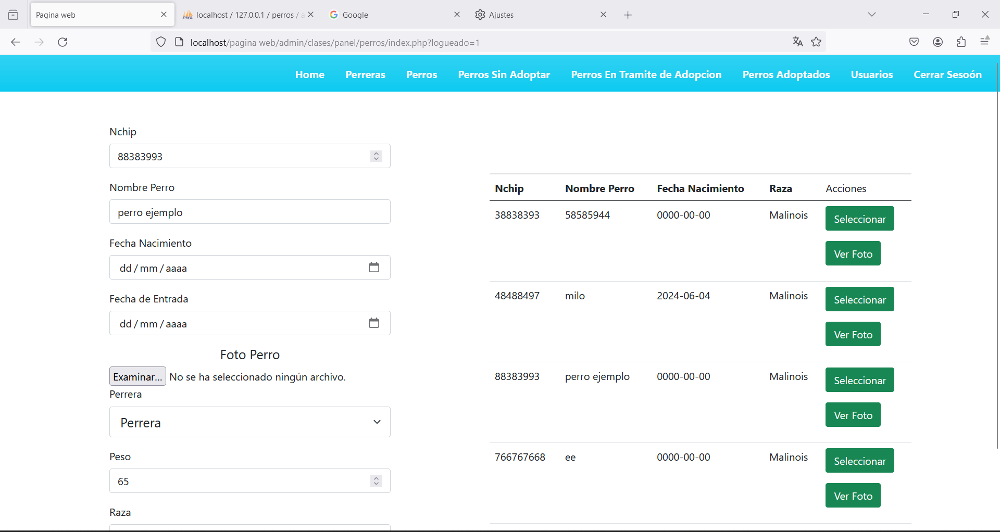 Pagina web
localhost / 127.0.0.1 / perros / a
Google
Ajustes
localhost/pagina web/admin/clases/panel/perros/index.php?logueado=1
Home Perreras Perros Perros Sin Adoptar Perros En Tramite de Adopcion Perros Adoptados Usuarios Cerrar Sesoón
Nchip
88383993
Nombre Perro
perro ejemplo
Fecha Nacimiento
dd / mm / aaaa
Fecha de Entrada
dd / mm / aaaa
Foto Perro
Examinar... No se ha seleccionado ningún archivo.
Perrera
Perrera
Peso
65
Raza
Nchip Nombre Perro Fecha Nacimiento Raza Acciones
38838393 58585944 0000-00-00 Malinois Seleccionar
Ver Foto
48488497 milo 2024-06-04 Malinois Seleccionar
Ver Foto
88383993 perro ejemplo 0000-00-00 Malinois Seleccionar
Ver Foto
766767668 ee 0000-00-00 Malinois Seleccionar
Ver Foto